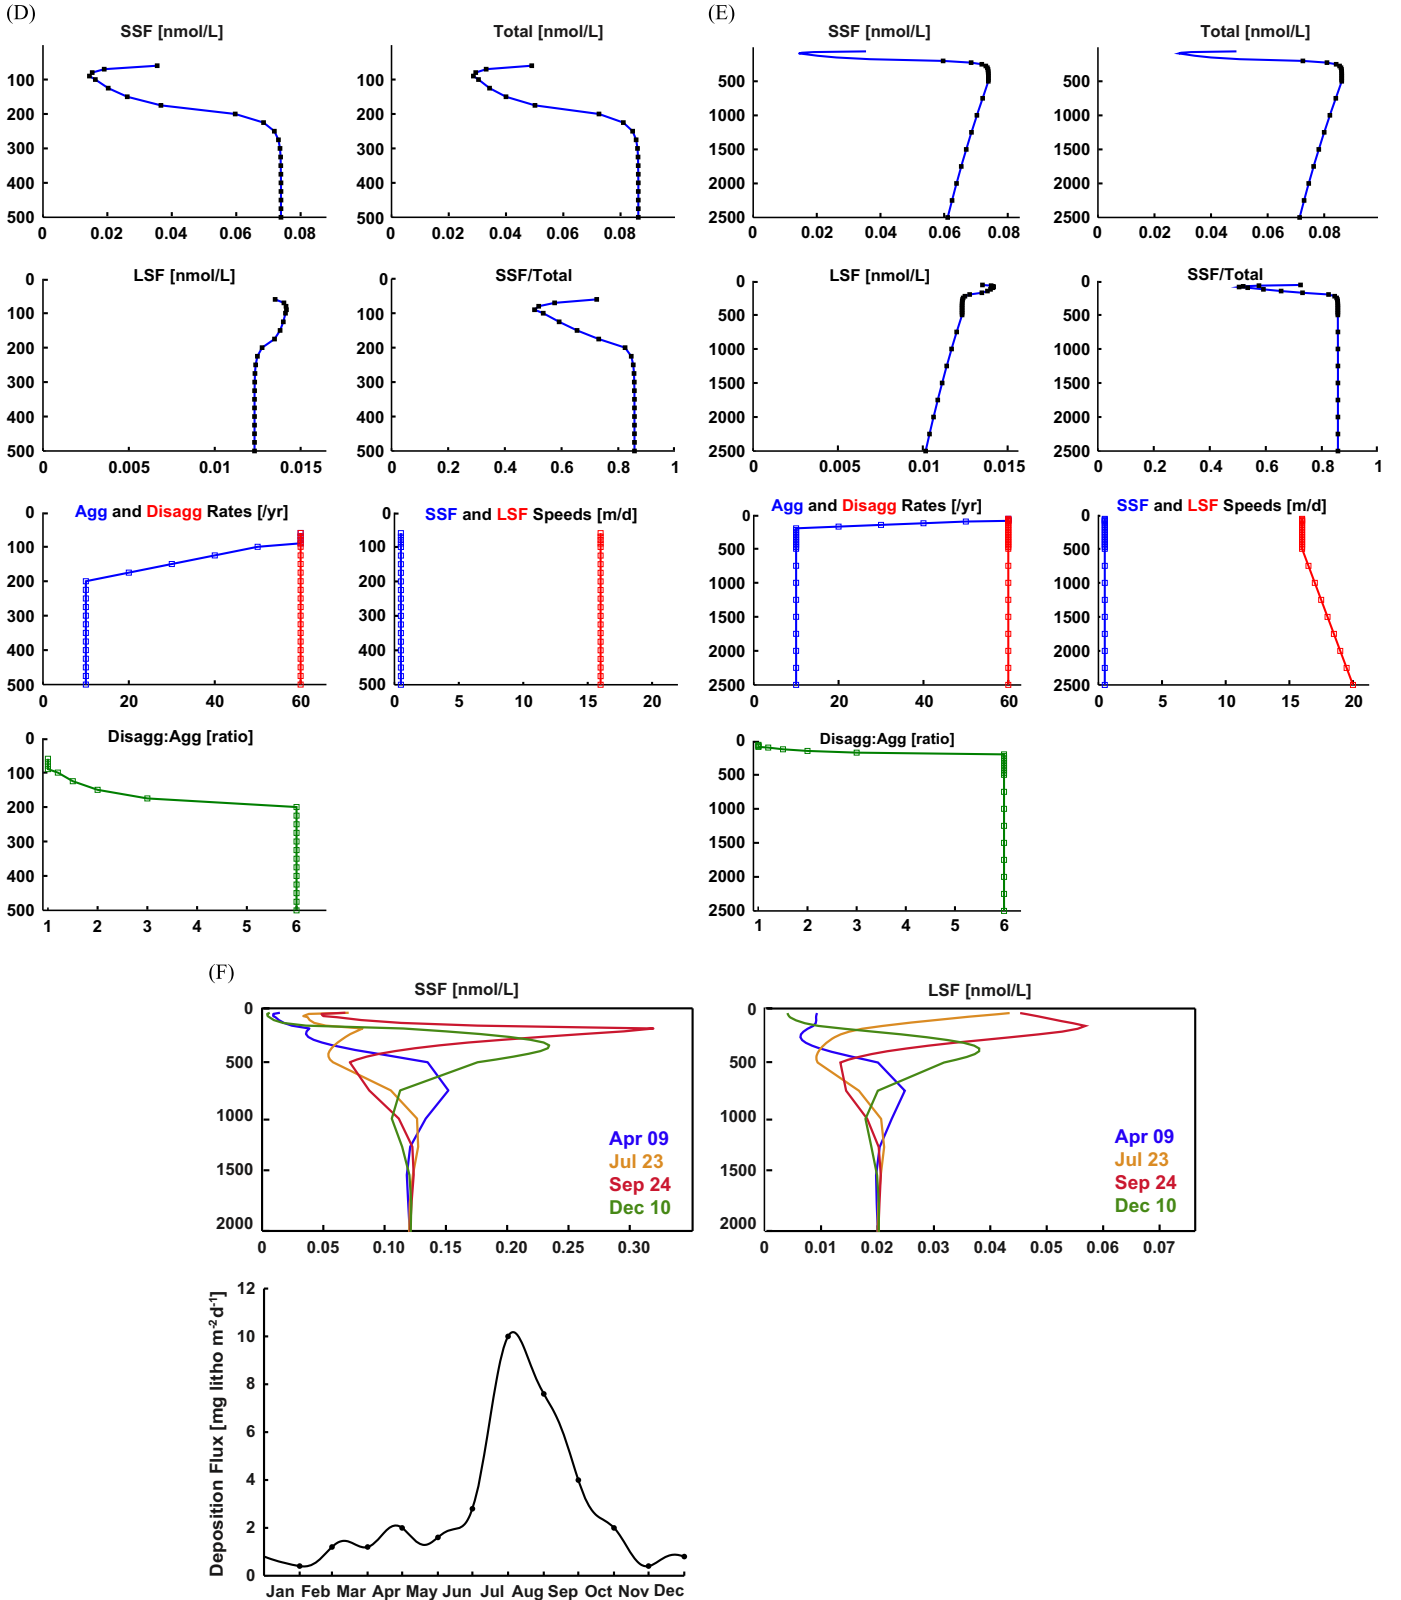 (D)
SSF [nmol/L]
100
200
300
400
500
0 0.02 0.04 0.06 0.08
Total [nmol/L]
100
200
300
400
500
0 0.02 0.04 0.06 0.08
LSF [nmol/L]
0
100
200
300
400
500
0 0.005 0.01 0.015
SSF/Total
0
100
200
300
400
500
0 0.2 0.4 0.6 0.8 1
Agg and Disagg Rates [/yr]
0
100
200
300
400
500
0 20 40 60
SSF and LSF Speeds [m/d]
0
100
200
300
400
500
0 5 10 15 20
Disagg:Agg [ratio]
0
100
200
300
400
500
1 2 3 4 5 6
(E)
SSF [nmol/L]
500
1000
1500
2000
2500
0 0.02 0.04 0.06 0.08
Total [nmol/L]
500
1000
1500
2000
2500
0 0.02 0.04 0.06 0.08
LSF [nmol/L]
0
500
1000
1500
2000
2500
0 0.005 0.01 0.015
SSF/Total
0
500
1000
1500
2000
2500
0 0.2 0.4 0.6 0.8 1
Agg and Disagg Rates [/yr]
0
500
1000
1500
2000
2500
0 20 40 60
SSF and LSF Speeds [m/d]
0
500
1000
1500
2000
2500
0 5 10 15 20
Disagg:Agg [ratio]
0
500
1000
1500
2000
2500
1 2 3 4 5 6
(F)
SSF [nmol/L]
0
500
1000
1500
2000
0 0.05 0.10 0.15 0.20 0.30
Apr 09
Jul 23
Sep 24
Dec 10
LSF [nmol/L]
0
500
1000
1500
2000
0 0.01 0.02 0.03 0.04 0.05 0.06 0.07
Apr 09
Jul 23
Sep 24
Dec 10
Deposition Flux [mg litho m-2d-1]
12
10
8
6
4
2
0
Jan Feb Mar Apr May Jun Jul Aug Sep Oct Nov Dec